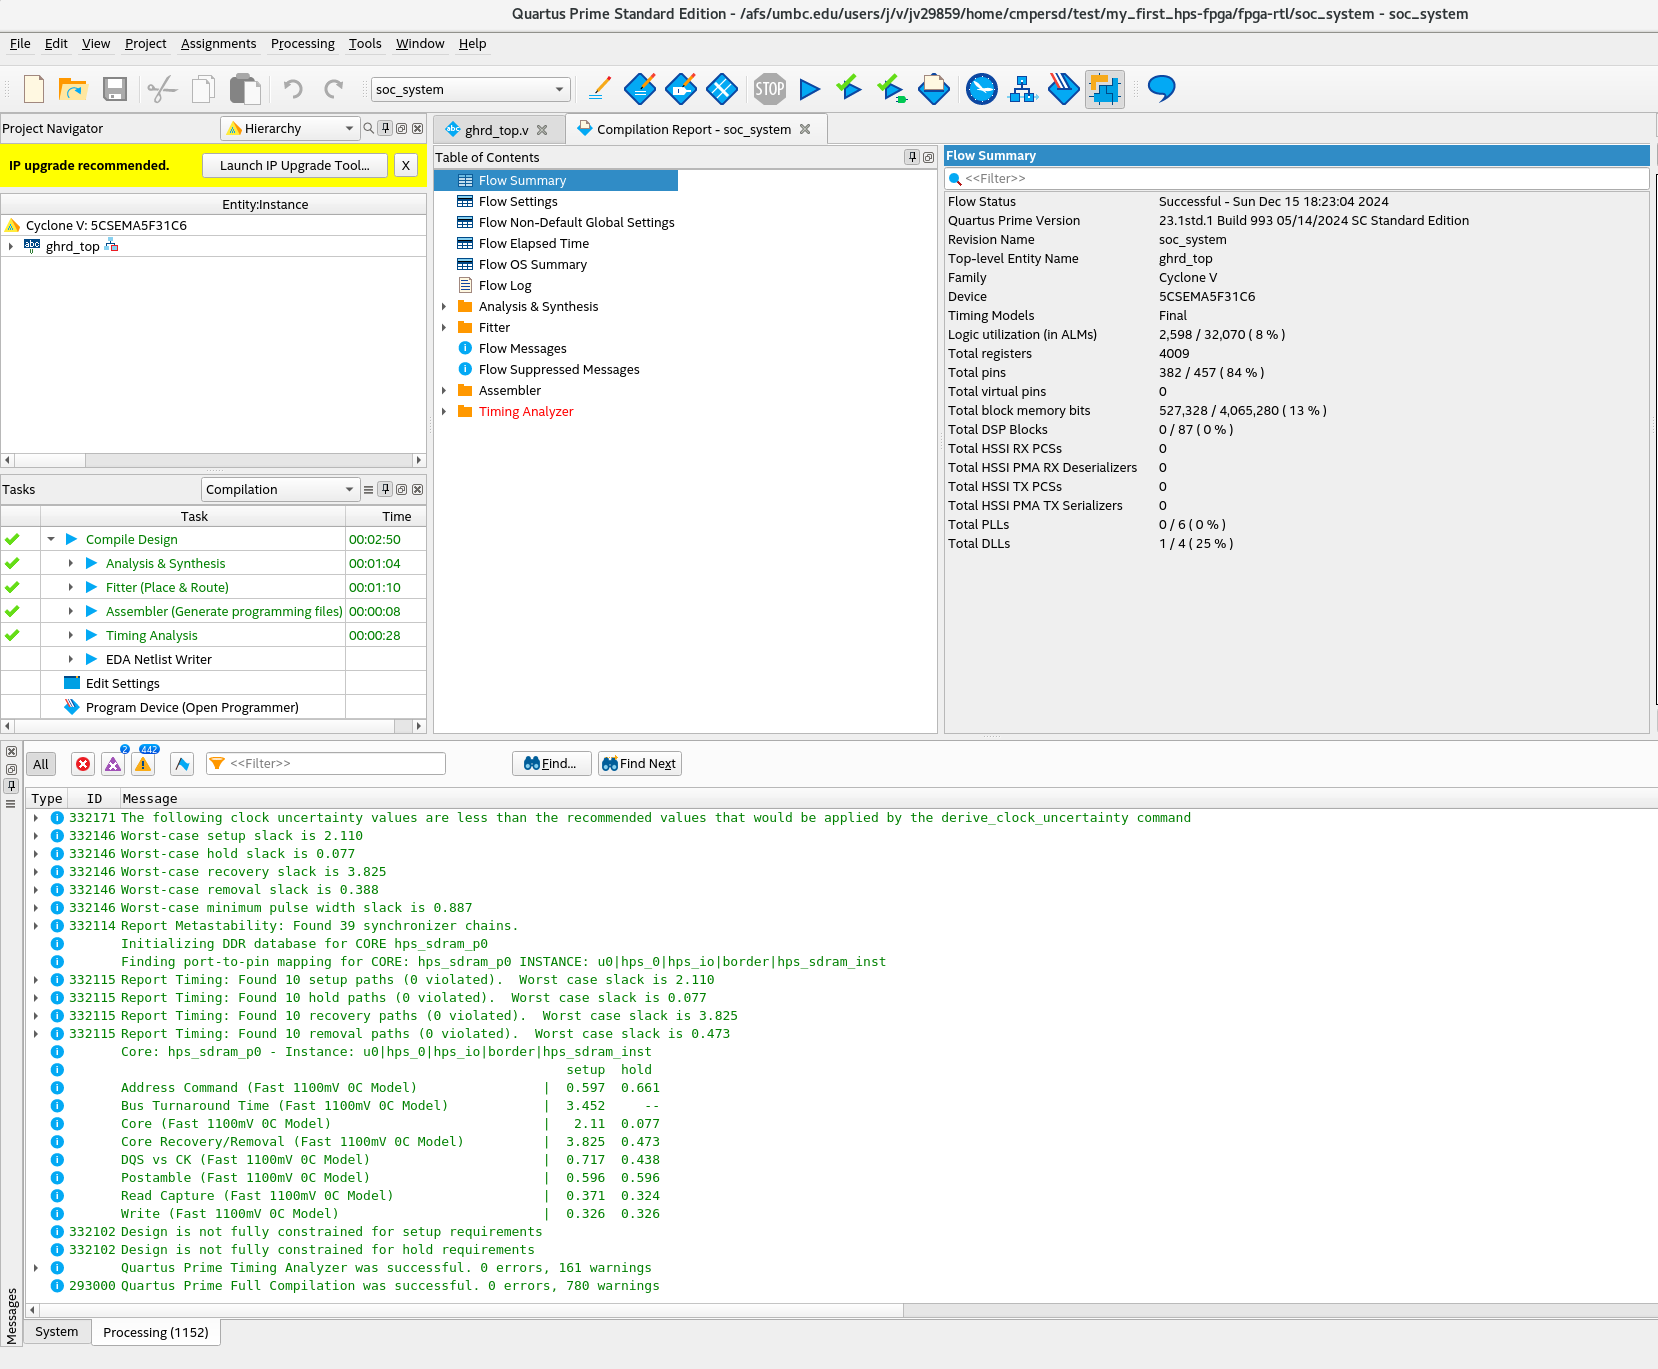 Quartus Prime Standard Edition - /afs/umbc.edu/users/j/v/jv29859/home/cmpersd/test/my_first_hps-fpga/fpga-rtl/soc_system - soc_system
File Edit View Project Assignments Processing Tools Window Help
soc_system
STOP
Project Navigator
Hierarchy
IP upgrade recommended.
Launch IP Upgrade Tool...
X
Entity:Instance
Cyclone V: 5CSEMA5F31C6
abc ghrd_top
Tasks
Compilation
Task Time
Compile Design 00:02:50
Analysis & Synthesis 00:01:04
Fitter (Place & Route) 00:01:10
Assembler (Generate programming files) 00:00:08
Timing Analysis 00:00:28
EDA Netlist Writer
Edit Settings
Program Device (Open Programmer)
abc ghrd_top.v
Compilation Report - soc_system
Table of Contents
Flow Summary
Flow Settings
Flow Non-Default Global Settings
Flow Elapsed Time
Flow OS Summary
Flow Log
Analysis & Synthesis
Fitter
Flow Messages
Flow Suppressed Messages
Assembler
Timing Analyzer
Flow Summary
<<Filter>>
Flow Status Successful - Sun Dec 15 18:23:04 2024
Quartus Prime Version 23.1std.1 Build 993 05/14/2024 SC Standard Edition
Revision Name soc_system
Top-level Entity Name ghrd_top
Family Cyclone V
Device 5CSEMA5F31C6
Timing Models Final
Logic utilization (in ALMs) 2,598 / 32,070 ( 8 % )
Total registers 4009
Total pins 382 / 457 ( 84 % )
Total virtual pins 0
Total block memory bits 527,328 / 4,065,280 ( 13 % )
Total DSP Blocks 0 / 87 ( 0 % )
Total HSSI RX PCSs 0
Total HSSI PMA RX Deserializers 0
Total HSSI TX PCSs 0
Total HSSI PMA TX Serializers 0
Total PLLs 0 / 6 ( 0 % )
Total DLLs 1 / 4 ( 25 % )
All
2
442
<<Filter>>
Find...
Find Next
Type ID Message
332171 The following clock uncertainty values are less than the recommended values that would be applied by the derive_clock_uncertainty command
332146 Worst-case setup slack is 2.110
332146 Worst-case hold slack is 0.077
332146 Worst-case recovery slack is 3.825
332146 Worst-case removal slack is 0.388
332146 Worst-case minimum pulse width slack is 0.887
332114 Report Metastability: Found 39 synchronizer chains.
Initializing DDR database for CORE hps_sdram_p0
Finding port-to-pin mapping for CORE: hps_sdram_p0 INSTANCE: u0|hps_0|hps_io|border|hps_sdram_inst
332115 Report Timing: Found 10 setup paths (0 violated).  Worst case slack is 2.110
332115 Report Timing: Found 10 hold paths (0 violated).  Worst case slack is 0.077
332115 Report Timing: Found 10 recovery paths (0 violated).  Worst case slack is 3.825
332115 Report Timing: Found 10 removal paths (0 violated).  Worst case slack is 0.473
Core: hps_sdram_p0 - Instance: u0|hps_0|hps_io|border|hps_sdram_inst
setup hold
Address Command (Fast 1100mV 0C Model) | 0.597 0.661
Bus Turnaround Time (Fast 1100mV 0C Model) | 3.452 --
Core (Fast 1100mV 0C Model) | 2.11 0.077
Core Recovery/Removal (Fast 1100mV 0C Model) | 3.825 0.473
DQS vs CK (Fast 1100mV 0C Model) | 0.717 0.438
Postamble (Fast 1100mV 0C Model) | 0.596 0.596
Read Capture (Fast 1100mV 0C Model) | 0.371 0.324
Write (Fast 1100mV 0C Model) | 0.326 0.326
332102 Design is not fully constrained for setup requirements
332102 Design is not fully constrained for hold requirements
Quartus Prime Timing Analyzer was successful. 0 errors, 161 warnings
293000 Quartus Prime Full Compilation was successful. 0 errors, 780 warnings
Messages
System
Processing (1152)